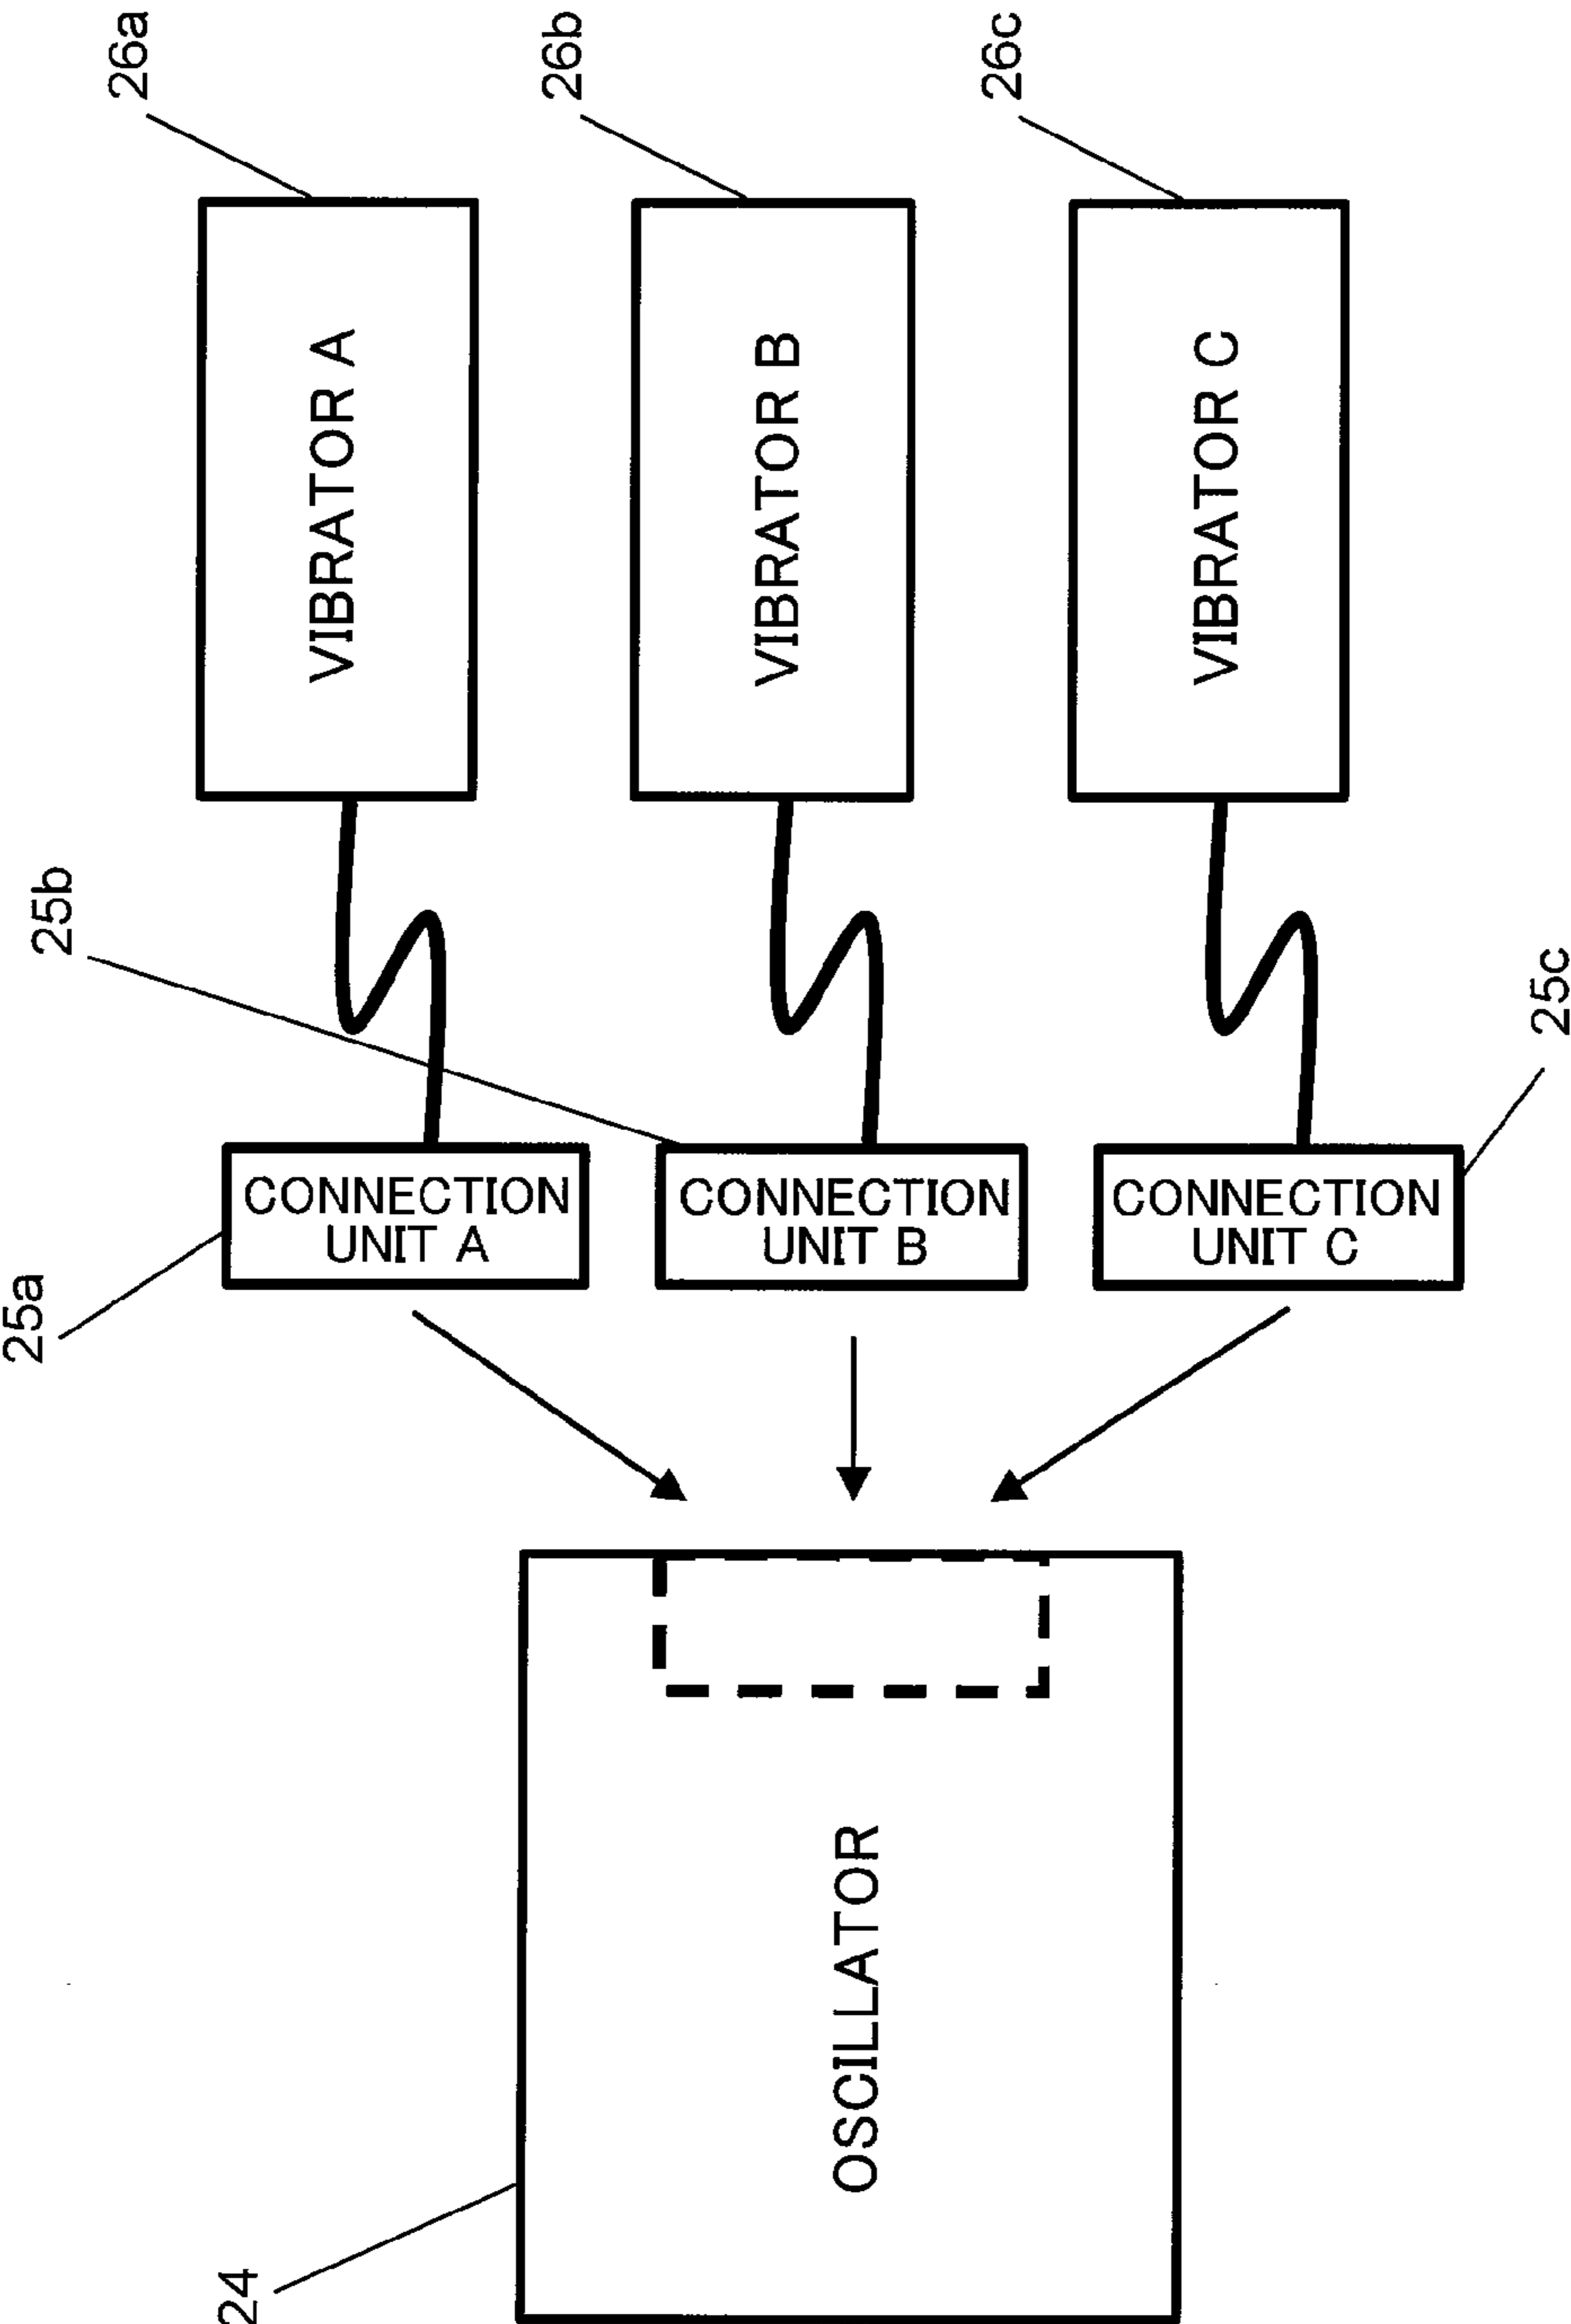 26a
26b
26c
VIBRATOR A
VIBRATOR B
VIBRATOR C
25b
25c
CONNECTION
UNIT A
CONNECTION
UNIT B
CONNECTION
UNIT C
25a
OSCILLATOR
24